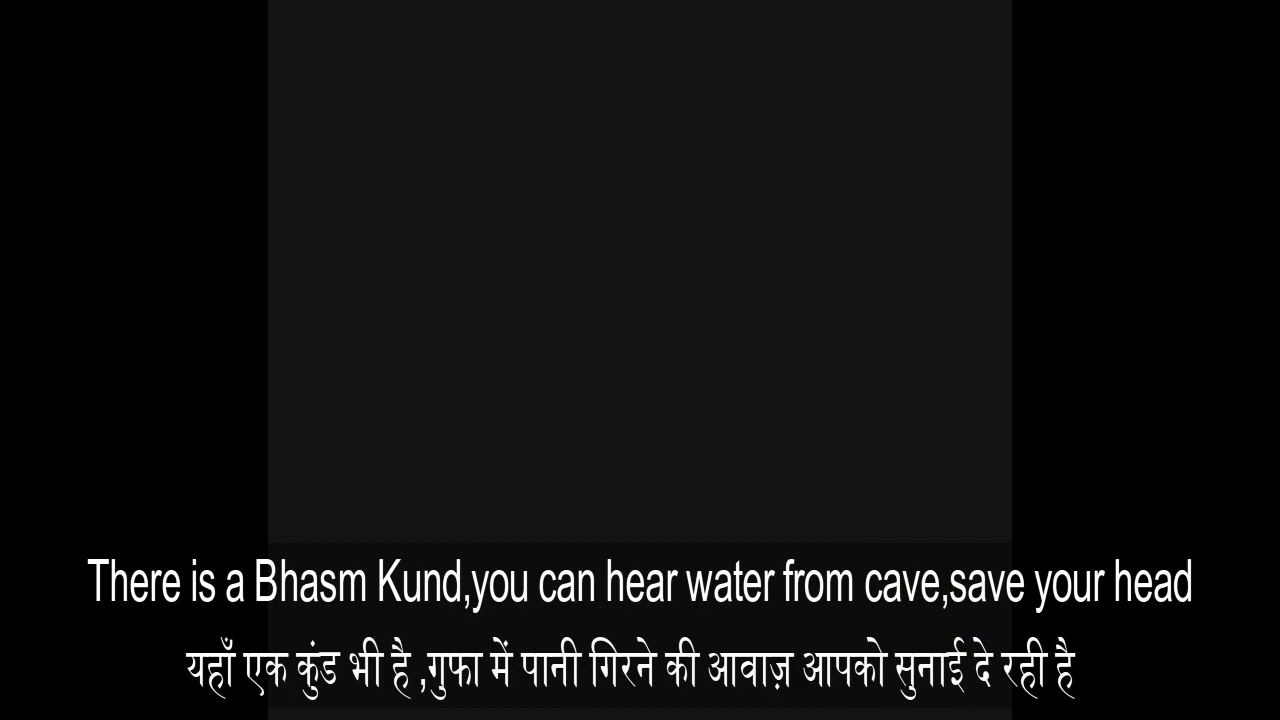 There is a Bhasm Kund,you can hear water from cave,save your head
यहाँ एक कुंड भी है ,गुफा में पानी गिरने की आवाज़ आपको सुनाई दे रही है